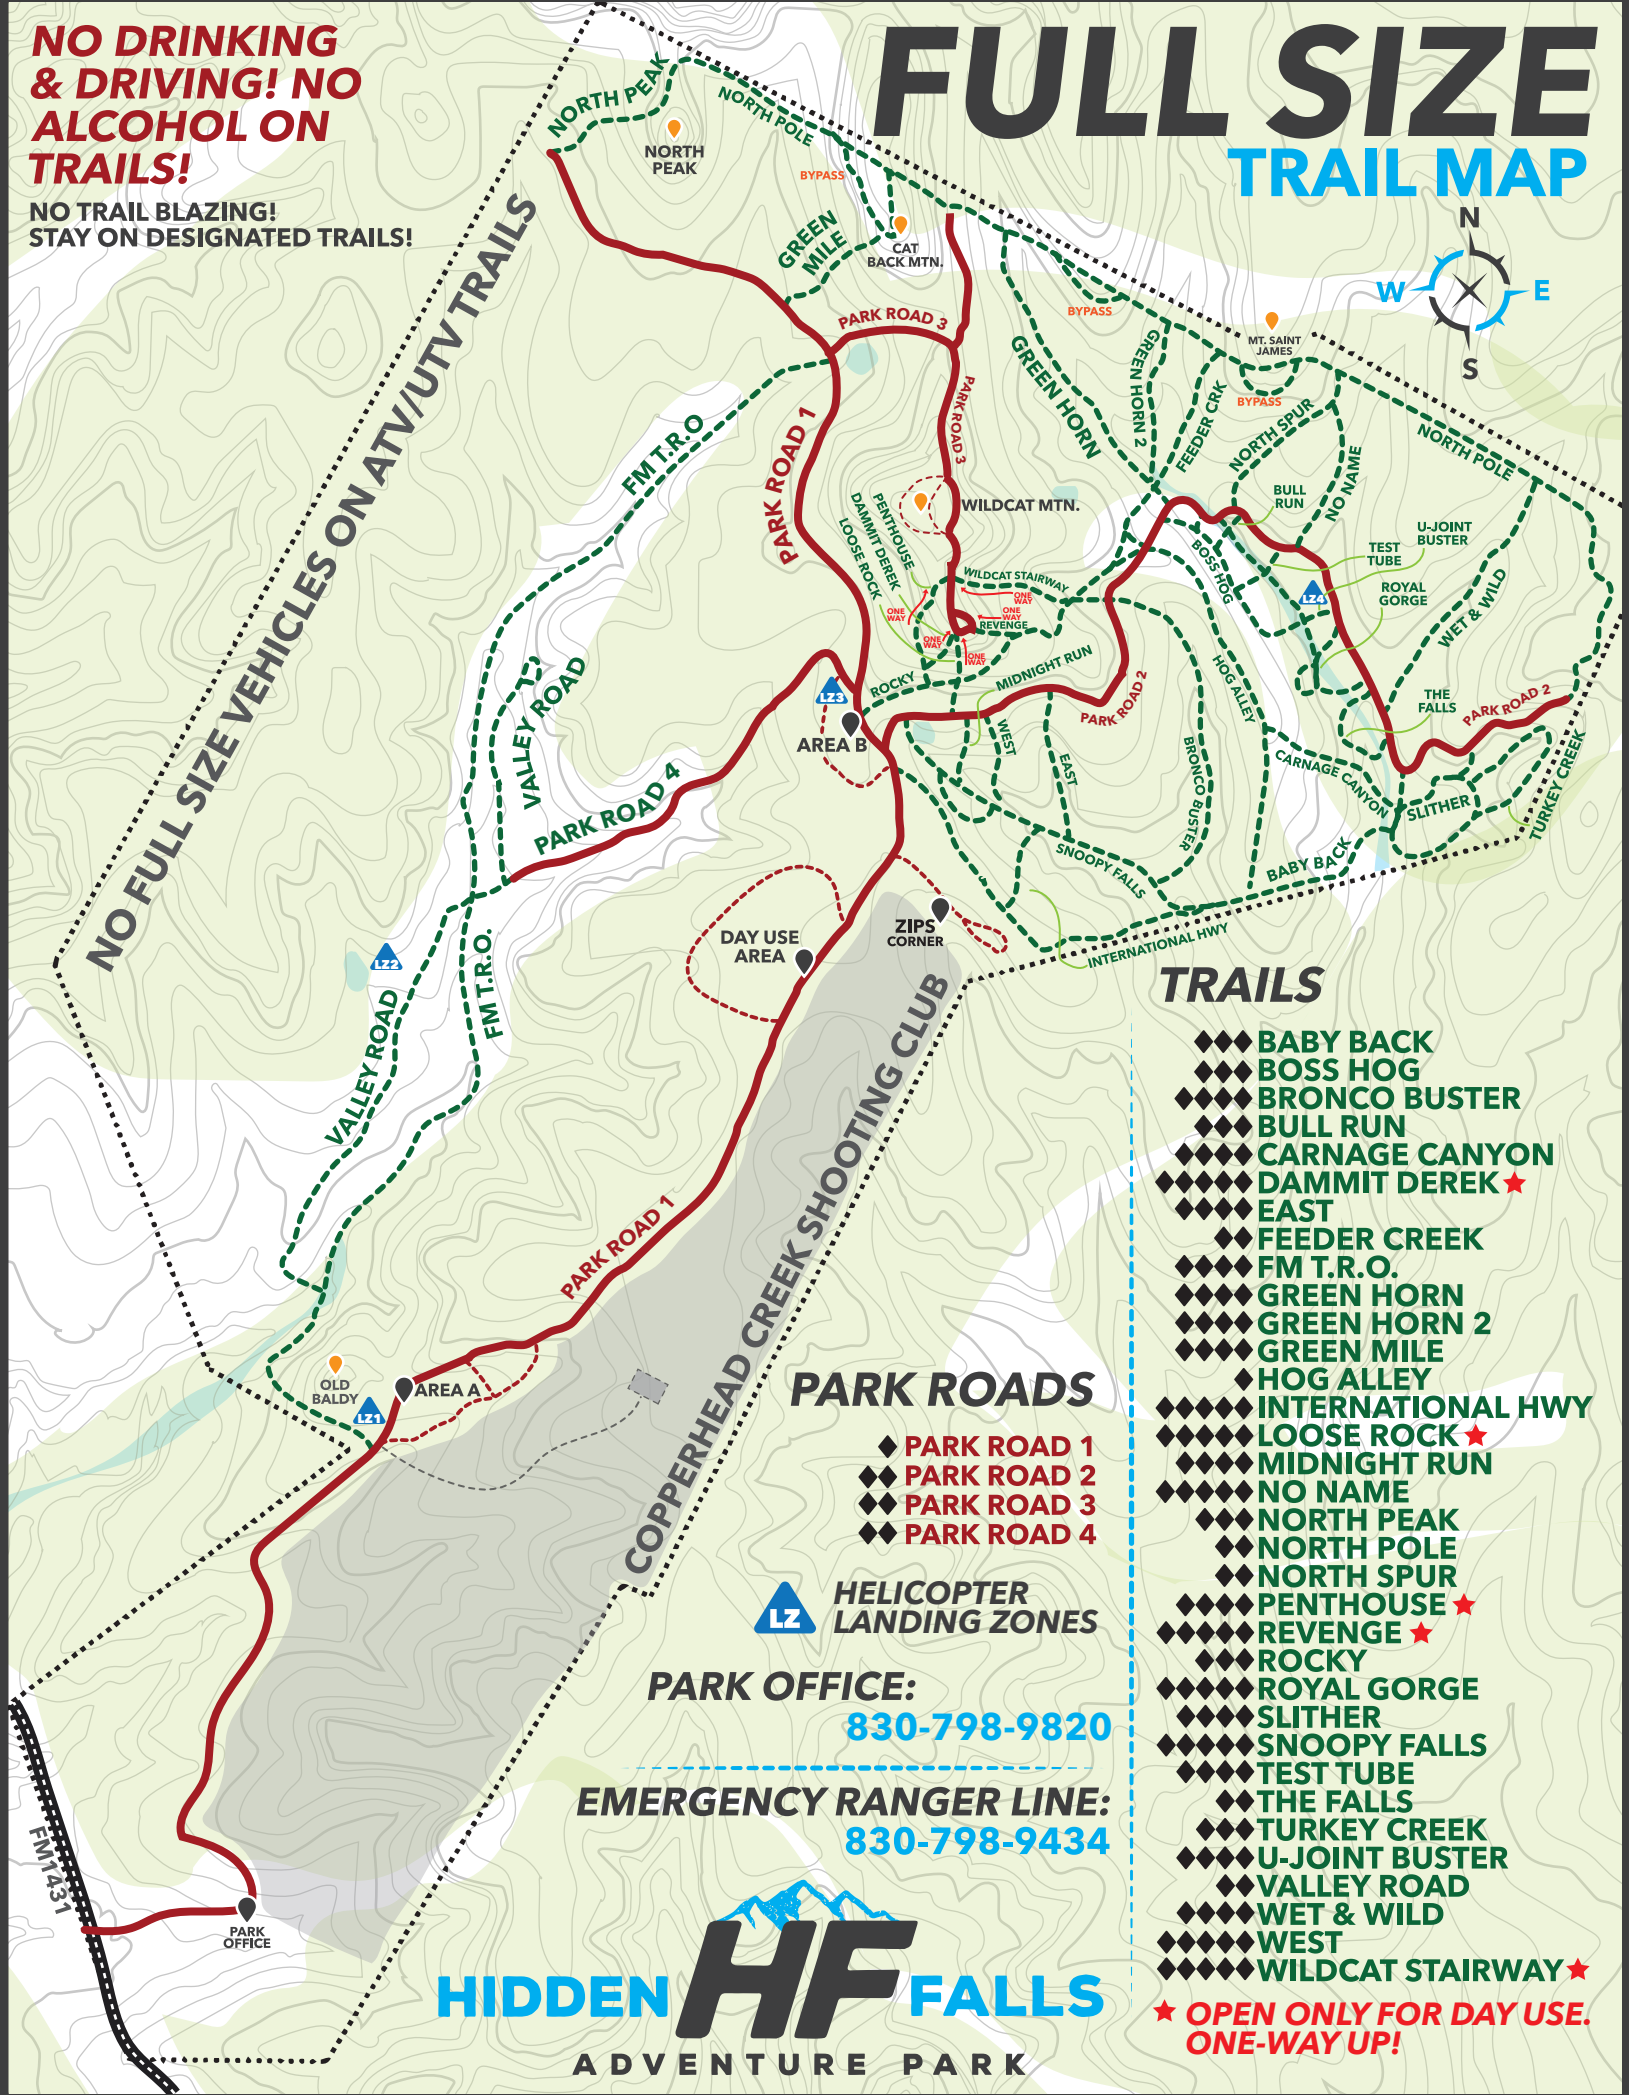 NO DRINKING
& DRIVING! NO
ALCOHOL ON
TRAILS!
NO TRAIL BLAZING!
STAY ON DESIGNATED TRAILS!
FULL SIZE
TRAIL MAP
N
W
E
S
NO FULL SIZE VEHICLES ON ATV/UTV TRAILS
NORTH PEAK
NORTH
PEAK
NORTH POLE
BYPASS
GREEN
MILE
CAT
BACK MTN.
PARK ROAD 3
BYPASS
MT. SAINT
JAMES
BYPASS
GREEN HORN
GREEN HORN 2
FEEDER CRK
NORTH SPUR
NO NAME
NORTH POLE
FM T.R.O
PARK ROAD 1
PARK ROAD 3
WILDCAT MTN.
PENTHOUSE
DAMMIT DEREK
LOOSE ROCK
BULL
RUN
TEST
TUBE
U-JOINT
BUSTER
ROYAL
GORGE
LZ4
WET & WILD
BOSS HOG
WILDCAT STAIRWAY
ONE
WAY
ONE
WAY
ONE
WAY
REVENGE
ONE
WAY
ONE
WAY
ROCKY
MIDNIGHT RUN
HOG ALLEY
PARK ROAD 2
THE
FALLS
PARK ROAD 2
VALLEY ROAD
LZ3
AREA B
WEST
EAST
BRONCO BUSTER
CARNAGE CANYON
SLITHER
TURKEY CREEK
PARK ROAD 4
SNOOPY FALLS
BABY BACK
INTERNATIONAL HWY
DAY USE
AREA
ZIPS
CORNER
LZ2
FM T.R.O.
VALLEY ROAD
COPPERHEAD CREEK SHOOTING CLUB
PARK ROAD 1
OLD
BALDY
LZ1
AREA A
FM1431
PARK
OFFICE
PARK ROADS
PARK ROAD 1
PARK ROAD 2
PARK ROAD 3
PARK ROAD 4
LZ
HELICOPTER
LANDING ZONES
PARK OFFICE:
830-798-9820
EMERGENCY RANGER LINE:
830-798-9434
HIDDEN HF FALLS
ADVENTURE PARK
TRAILS
BABY BACK
BOSS HOG
BRONCO BUSTER
BULL RUN
CARNAGE CANYON
DAMMIT DEREK
EAST
FEEDER CREEK
FM T.R.O.
GREEN HORN
GREEN HORN 2
GREEN MILE
HOG ALLEY
INTERNATIONAL HWY
LOOSE ROCK
MIDNIGHT RUN
NO NAME
NORTH PEAK
NORTH POLE
NORTH SPUR
PENTHOUSE
REVENGE
ROCKY
ROYAL GORGE
SLITHER
SNOOPY FALLS
TEST TUBE
THE FALLS
TURKEY CREEK
U-JOINT BUSTER
VALLEY ROAD
WET & WILD
WEST
WILDCAT STAIRWAY
OPEN ONLY FOR DAY USE.
ONE-WAY UP!